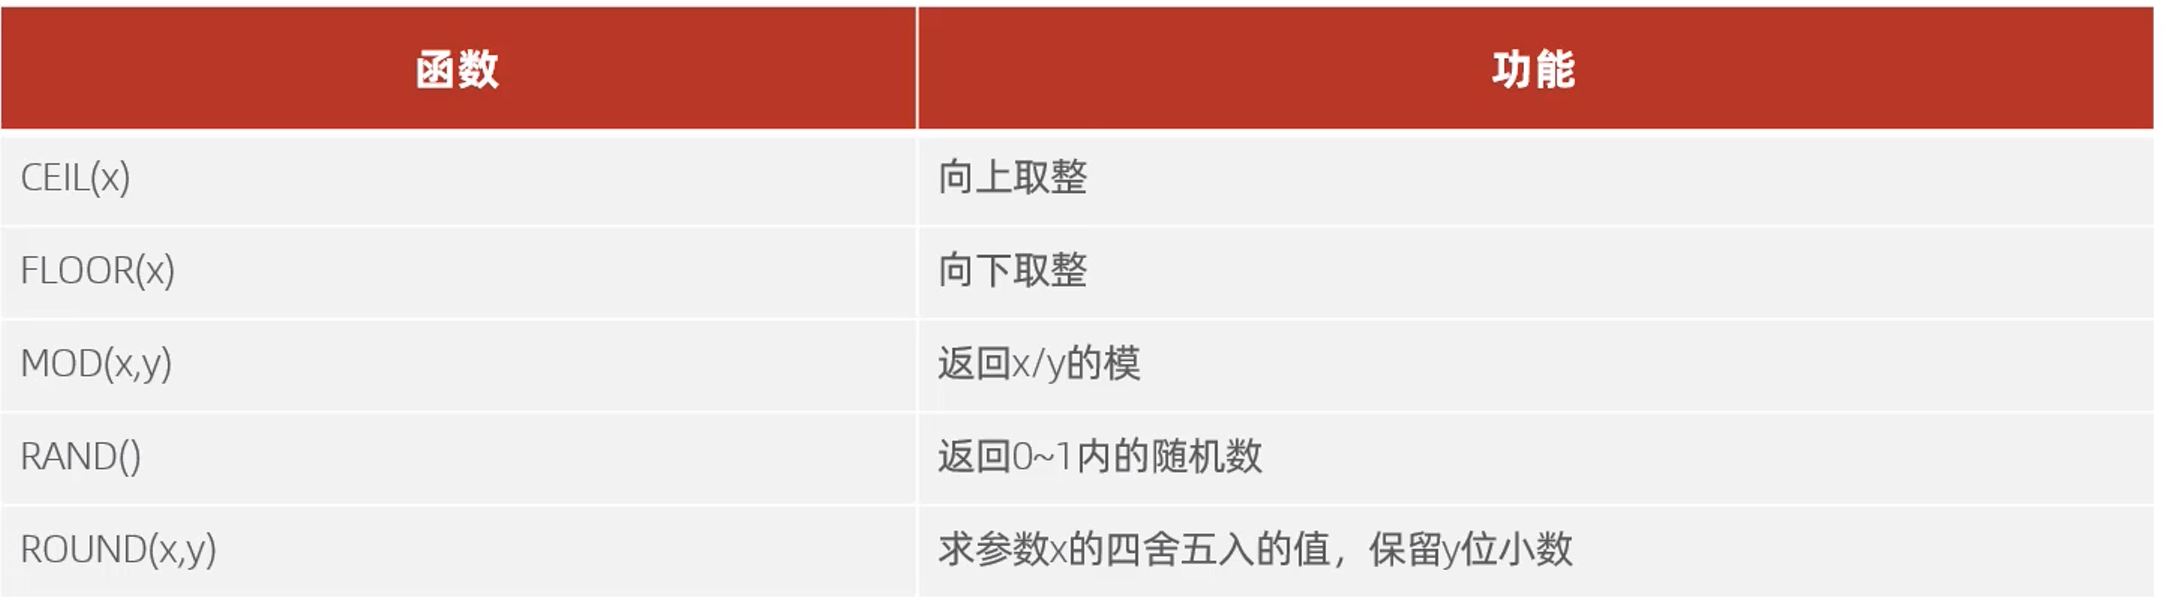 函数 功能
CEIL(x) 向上取整
FLOOR(x) 向下取整
MOD(x,y) 返回x/y的模
RAND() 返回0~1内的随机数
ROUND(x,y) 求参数x的四舍五入的值，保留y位小数